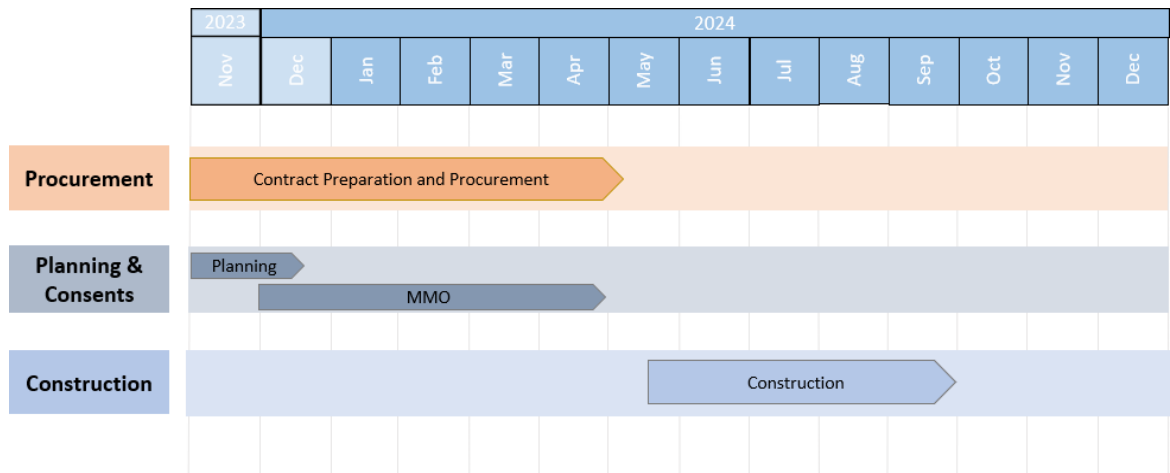 2023 2024
Nov Dec Jan Feb Mar Apr May Jun Jul Aug Sep Oct Nov Dec
Procurement
Contract Preparation and Procurement
Planning &
Consents
Planning
MMO
Construction
Construction